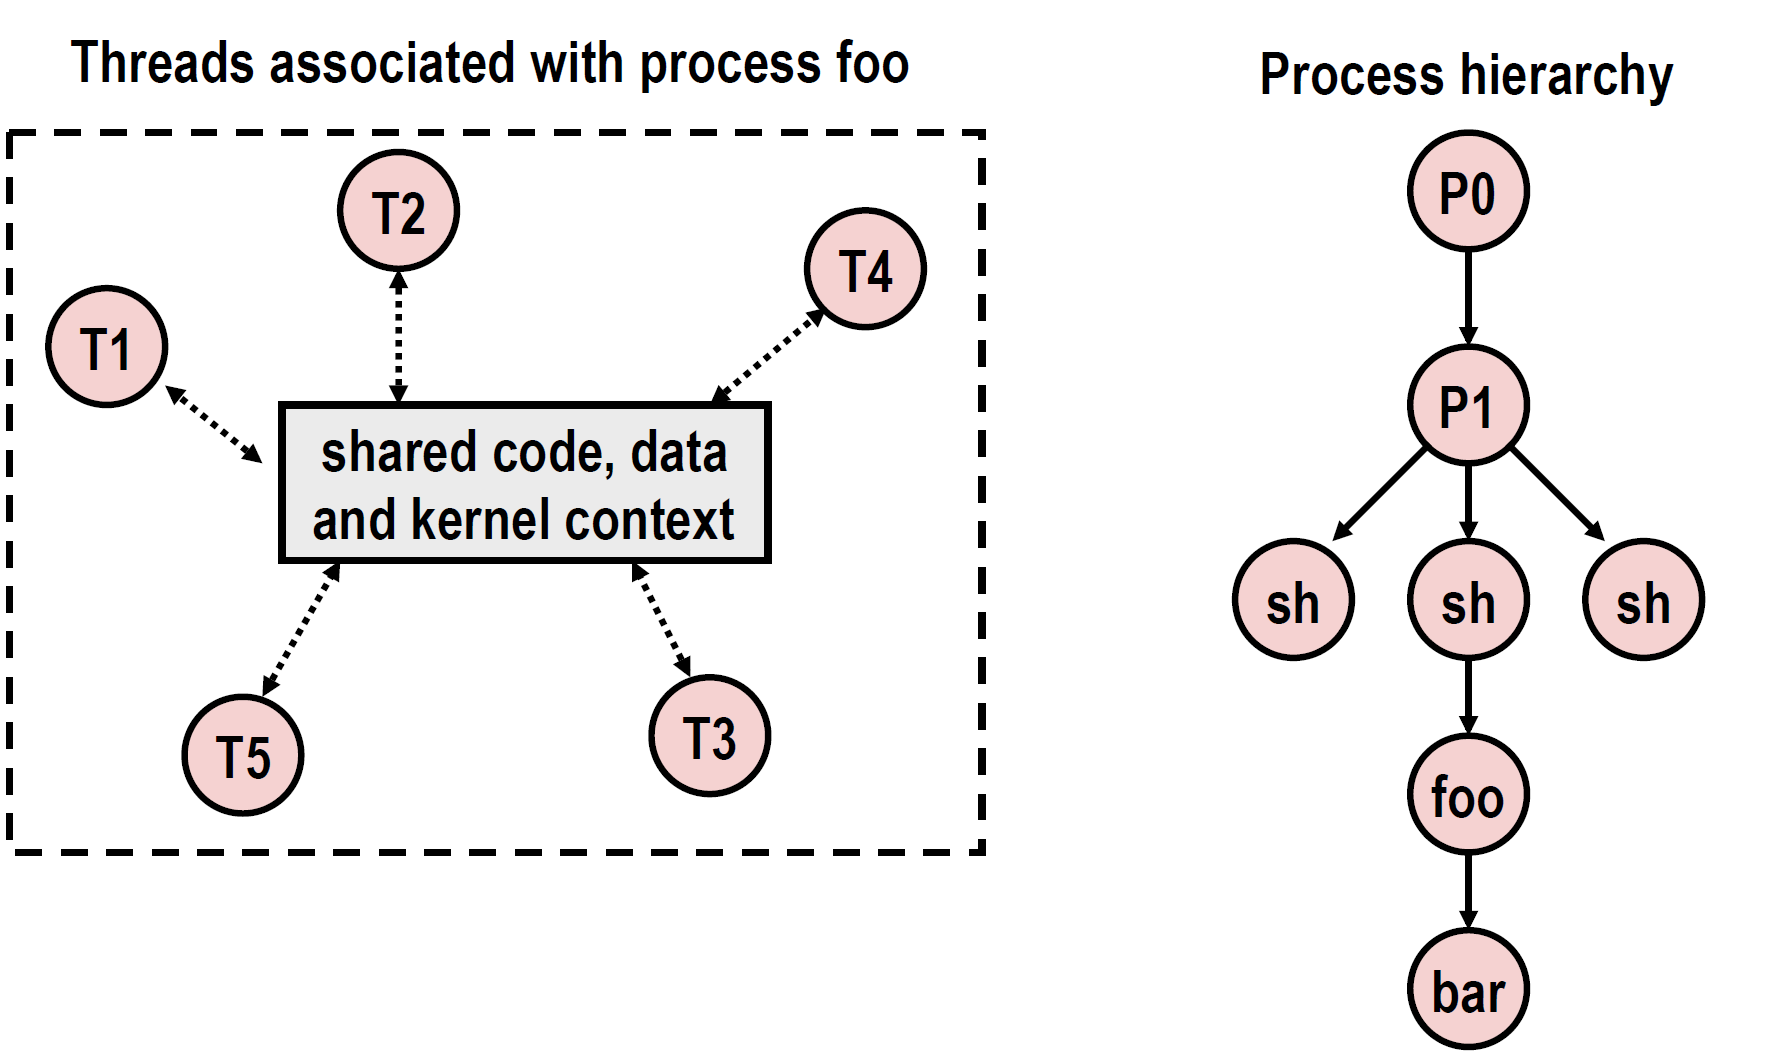 Threads associated with process foo
T2
T4
T1
shared code, data
and kernel context
T5
T3
Process hierarchy
P0
P1
sh
sh
sh
foo
bar